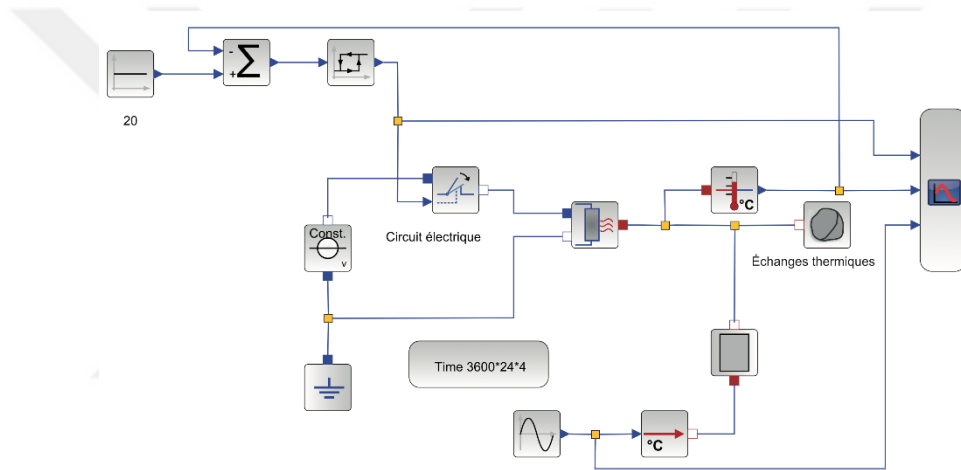 -
+
Σ
20
Const.
v
Circuit électrique
°C
Échanges thermiques
Time 3600*24*4
°C